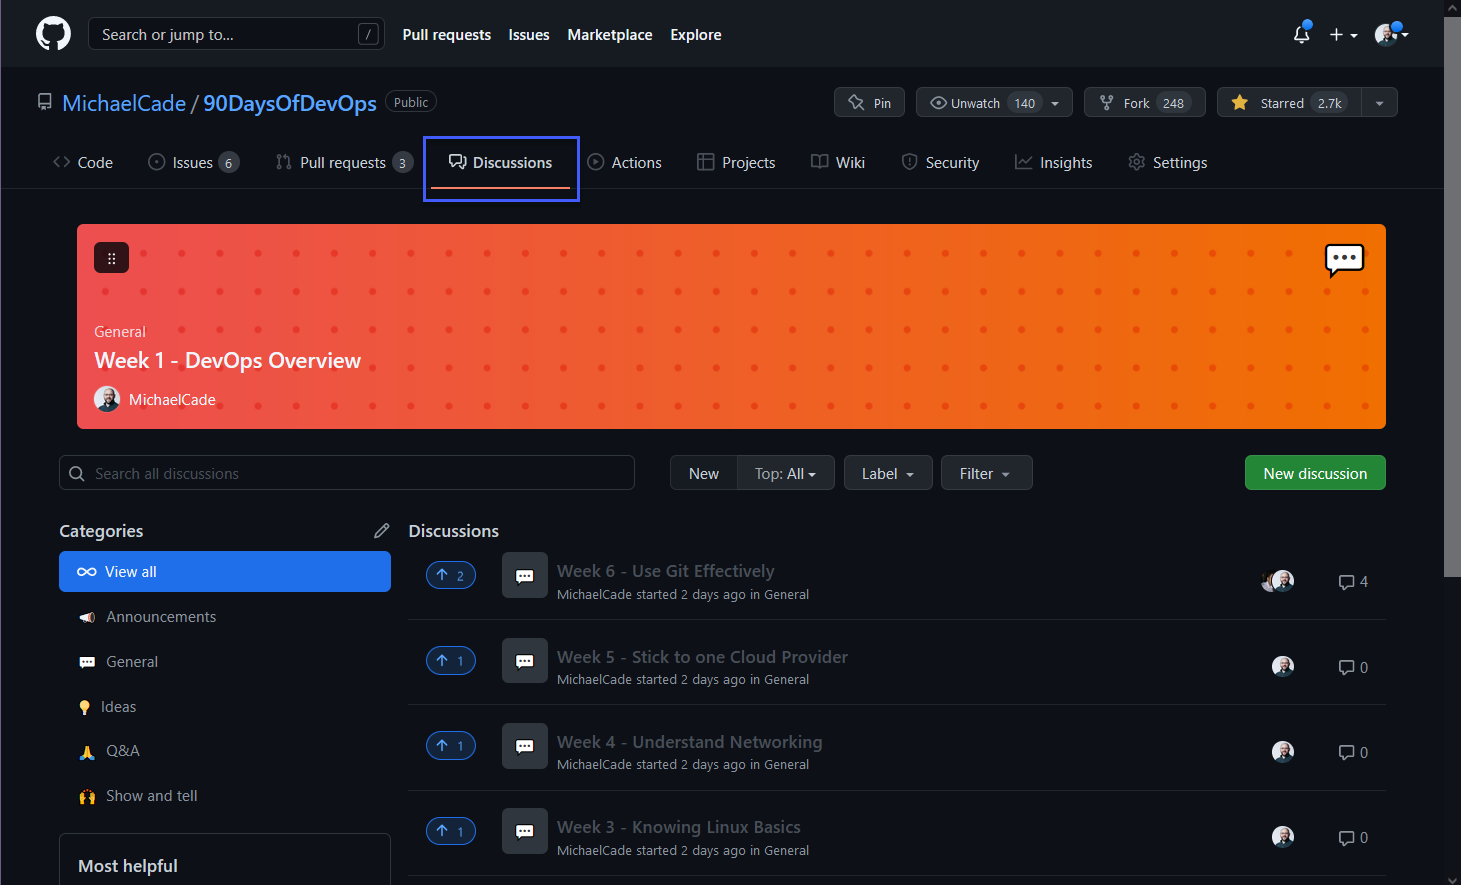 Search or jump to... / Pull requests Issues Marketplace Explore
MichaelCade / 90DaysOfDevOps Public Pin Unwatch 140 Fork 248 Starred 2.7k
Code Issues 6 Pull requests 3 Discussions Actions Projects Wiki Security Insights Settings
General
Week 1 - DevOps Overview
MichaelCade
Search all discussions New Top: All Label Filter New discussion
Categories
View all
Announcements
General
Ideas
Q&A
Show and tell
Most helpful
Discussions
2 Week 6 - Use Git Effectively 4
MichaelCade started 2 days ago in General
1 Week 5 - Stick to one Cloud Provider 0
MichaelCade started 2 days ago in General
1 Week 4 - Understand Networking 0
MichaelCade started 2 days ago in General
1 Week 3 - Knowing Linux Basics 0
MichaelCade started 2 days ago in General